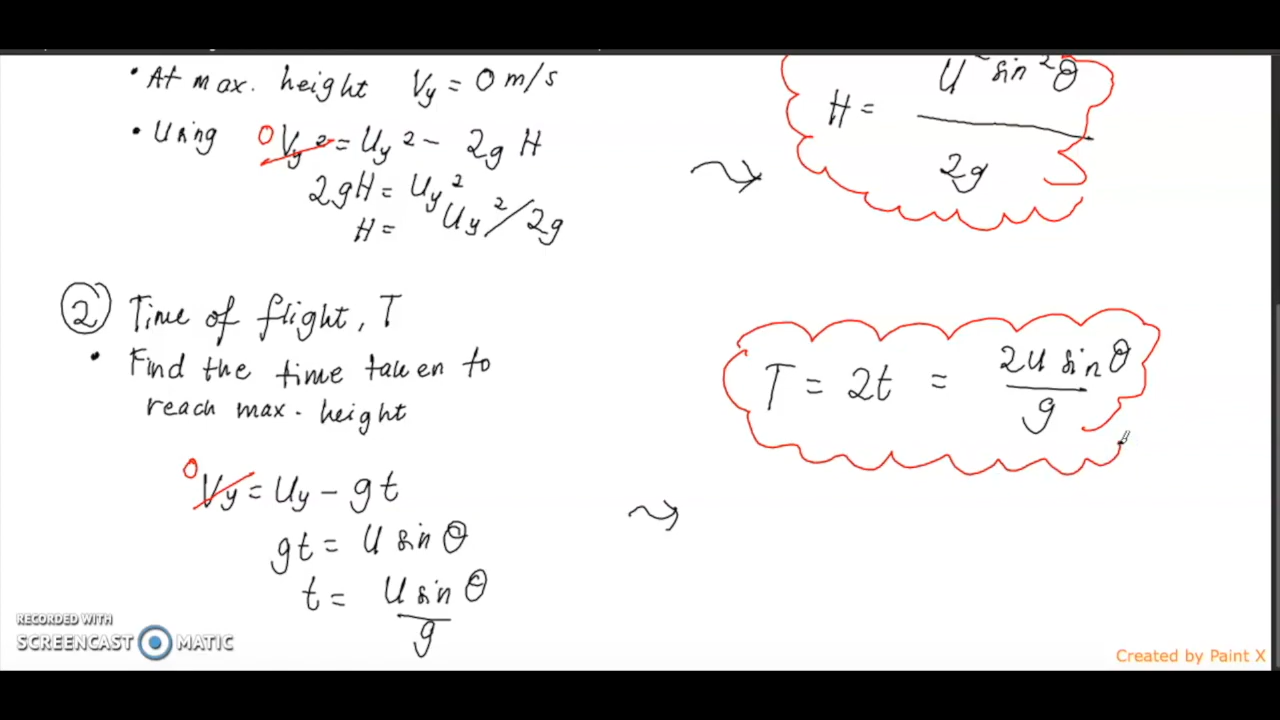 • At max. height Vy = 0 m/s
• Using 0 Vy² = Uy² - 2gH
2gH = Uy²
H = Uy²/2g
H = U² sin²θ
2g
② Time of flight, T
• Find the time taken to
reach max. height
0 Vy = Uy - gt
gt = U sin θ
t = U sin θ
g
T = 2t = 2U sin θ
g
RECORDED WITH
SCREENCAST MATIC
Created by Paint X